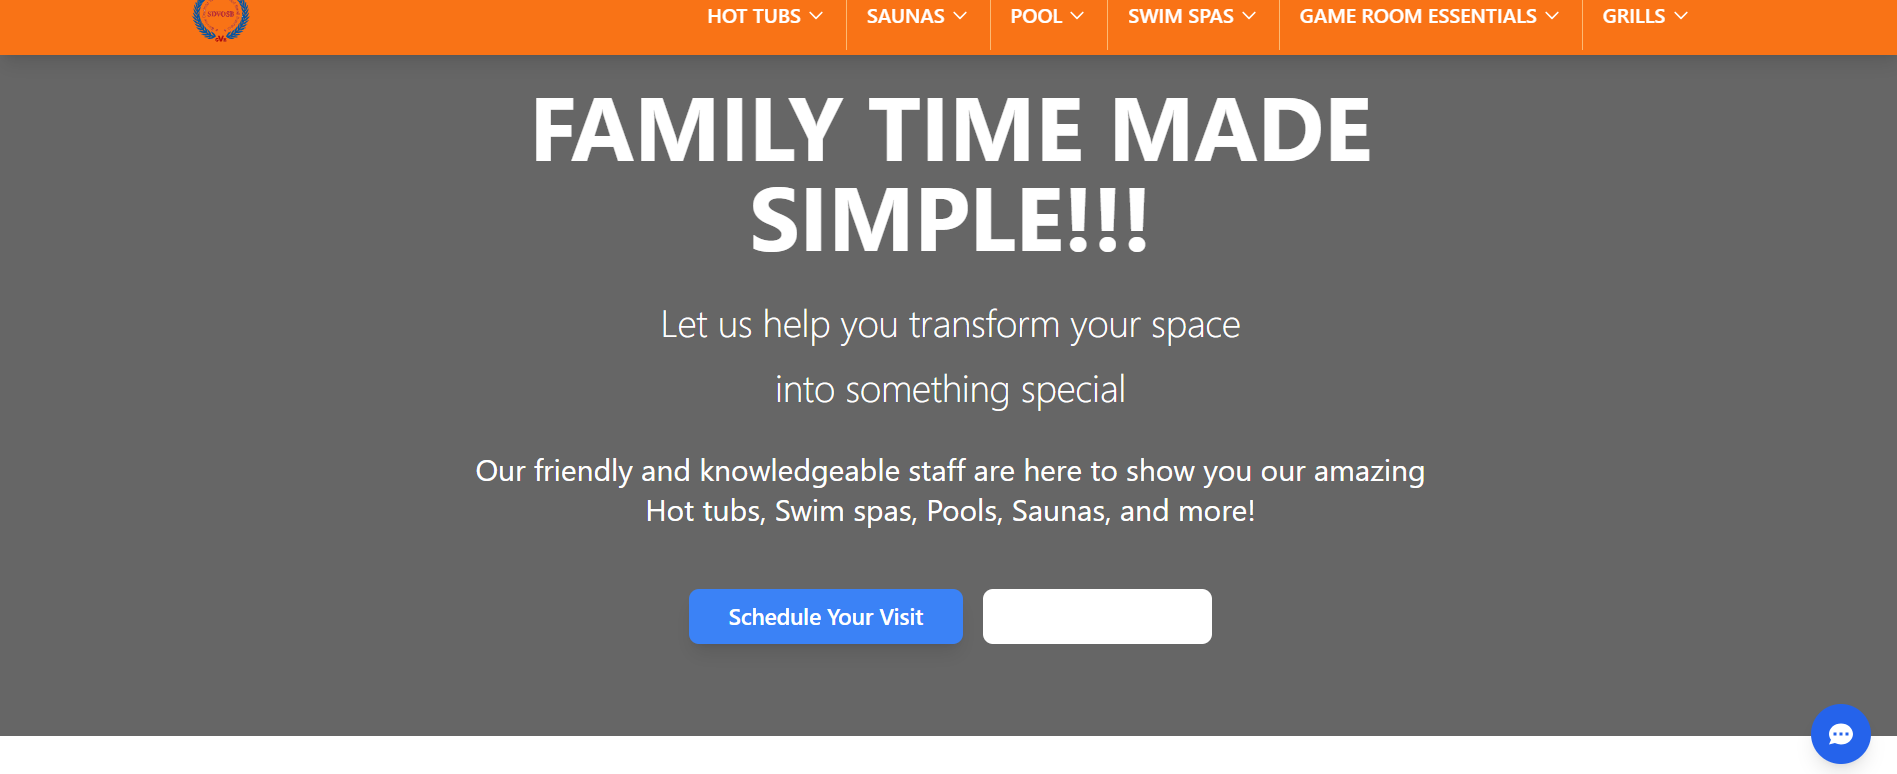 SDVOSB
HOT TUBS
SAUNAS
POOL
SWIM SPAS
GAME ROOM ESSENTIALS
GRILLS
FAMILY TIME MADE
SIMPLE!!!
Let us help you transform your space
into something special
Our friendly and knowledgeable staff are here to show you our amazing
Hot tubs, Swim spas, Pools, Saunas, and more!
Schedule Your Visit